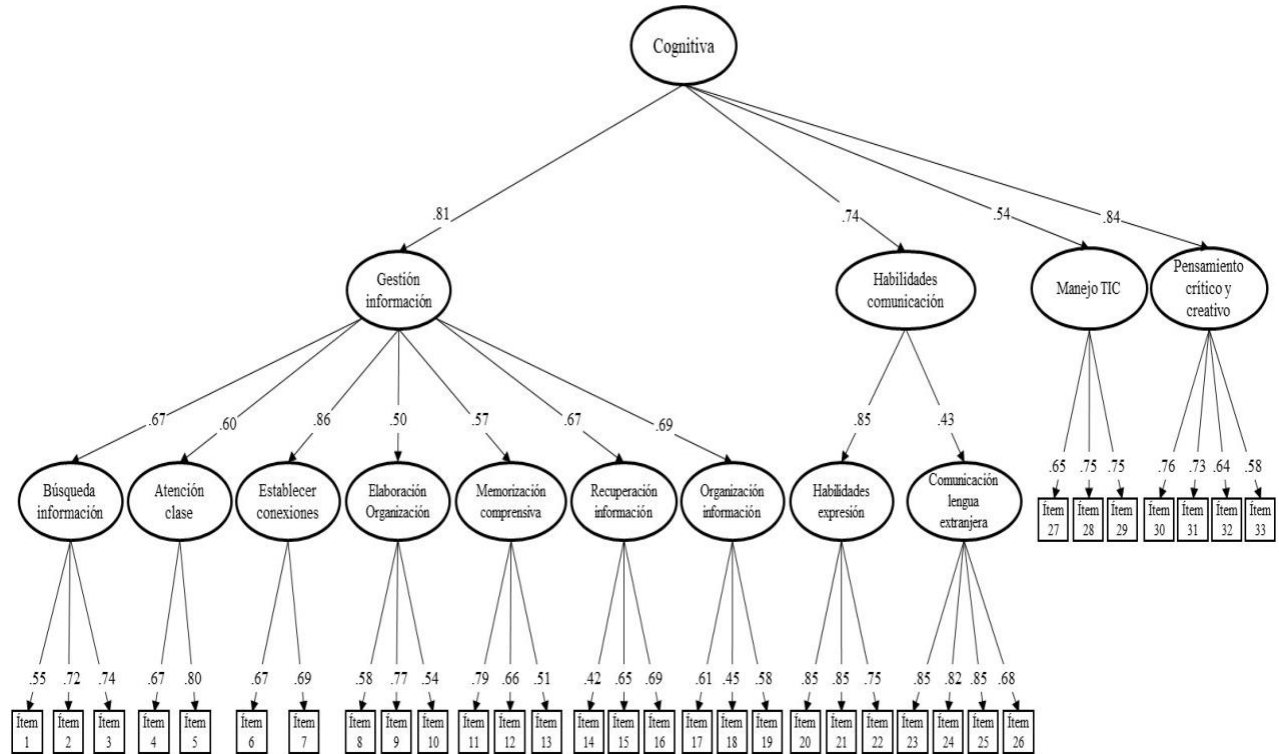 Cognitiva
.81
.74
.54
.84
Gestión
información
Habilidades
comunicación
Manejo TIC
Pensamiento
crítico y
creativo
.67
.60
.86
.50
.57
.67
.69
.85
.43
.65
.75
.75
.76
.73
.64
.58
Búsqueda
información
Atención
clase
Establecer
conexiones
Elaboración
Organización
Memorización
comprensiva
Recuperación
información
Organización
información
Habilidades
expresión
Comunicación
lengua
extranjera
Ítem
27
Ítem
28
Ítem
29
Ítem
30
Ítem
31
Ítem
32
Ítem
33
.55
.72
.74
.67
.80
.67
.69
.58
.77
.54
.79
.66
.51
.42
.65
.69
.61
.45
.58
.85
.85
.75
.85
.82
.85
.68
Ítem
1
Ítem
2
Ítem
3
Ítem
4
Ítem
5
Ítem
6
Ítem
7
Ítem
8
Ítem
9
Ítem
10
Ítem
11
Ítem
12
Ítem
13
Ítem
14
Ítem
15
Ítem
16
Ítem
17
Ítem
18
Ítem
19
Ítem
20
Ítem
21
Ítem
22
Ítem
23
Ítem
24
Ítem
25
Ítem
26